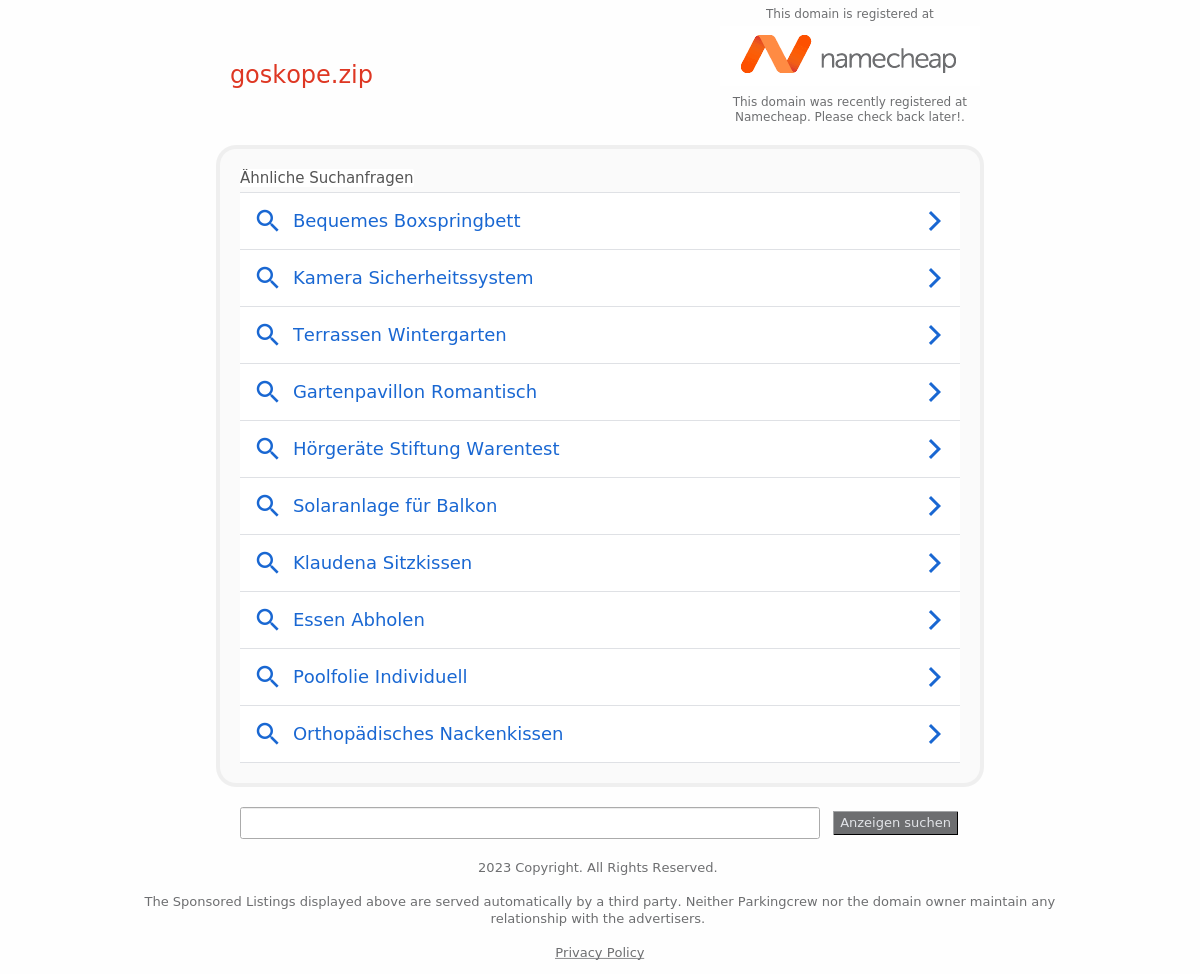 This domain is registered at
namecheap
goskope.zip
This domain was recently registered at
Namecheap. Please check back later!.
Ähnliche Suchanfragen
Bequemes Boxspringbett
Kamera Sicherheitssystem
Terrassen Wintergarten
Gartenpavillon Romantisch
Hörgeräte Stiftung Warentest
Solaranlage für Balkon
Klaudena Sitzkissen
Essen Abholen
Poolfolie Individuell
Orthopädisches Nackenkissen
Anzeigen suchen
2023 Copyright. All Rights Reserved.
The Sponsored Listings displayed above are served automatically by a third party. Neither Parkingcrew nor the domain owner maintain any
relationship with the advertisers.
Privacy Policy